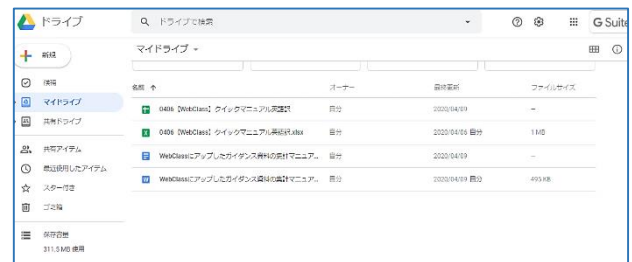 ドライブ
ドライブで検索
G Suite
新規
マイドライブ
候補
マイドライブ
共有ドライブ
共有アイテム
最近使用したアイテム
スター付き
ゴミ箱
保存容量
311.5 MB 使用
名前 ↑ オーナー 最終更新 ファイルサイズ
0406【WebClass】クイックマニュアル英語訳 自分 2020/04/09 –
0406【WebClass】クイックマニュアル英語訳.xlsx 自分 2020/04/06 自分 1 MB
WebClassにアップしたガイダンス資料の集計マニュア... 自分 2020/04/09 –
WebClassにアップしたガイダンス資料の集計マニュア... 自分 2020/04/09 自分 495 KB